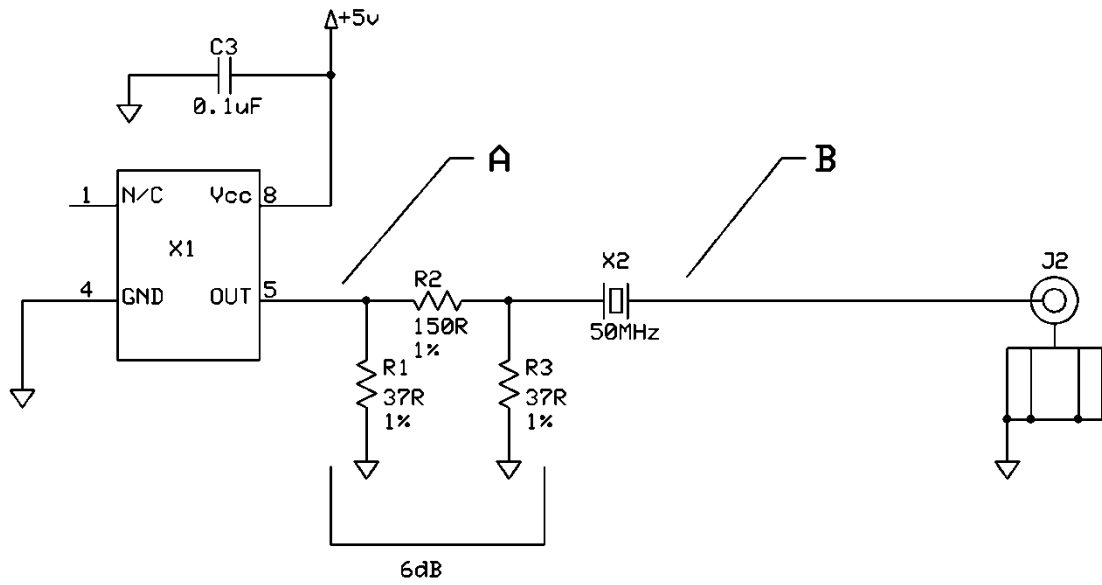 +5v
C3
0.1uF
A
B
1 N/C Vcc 8
X1
4 GND OUT 5
R2
150R
1%
X2
50MHz
J2
R1
37R
1%
R3
37R
1%
6dB